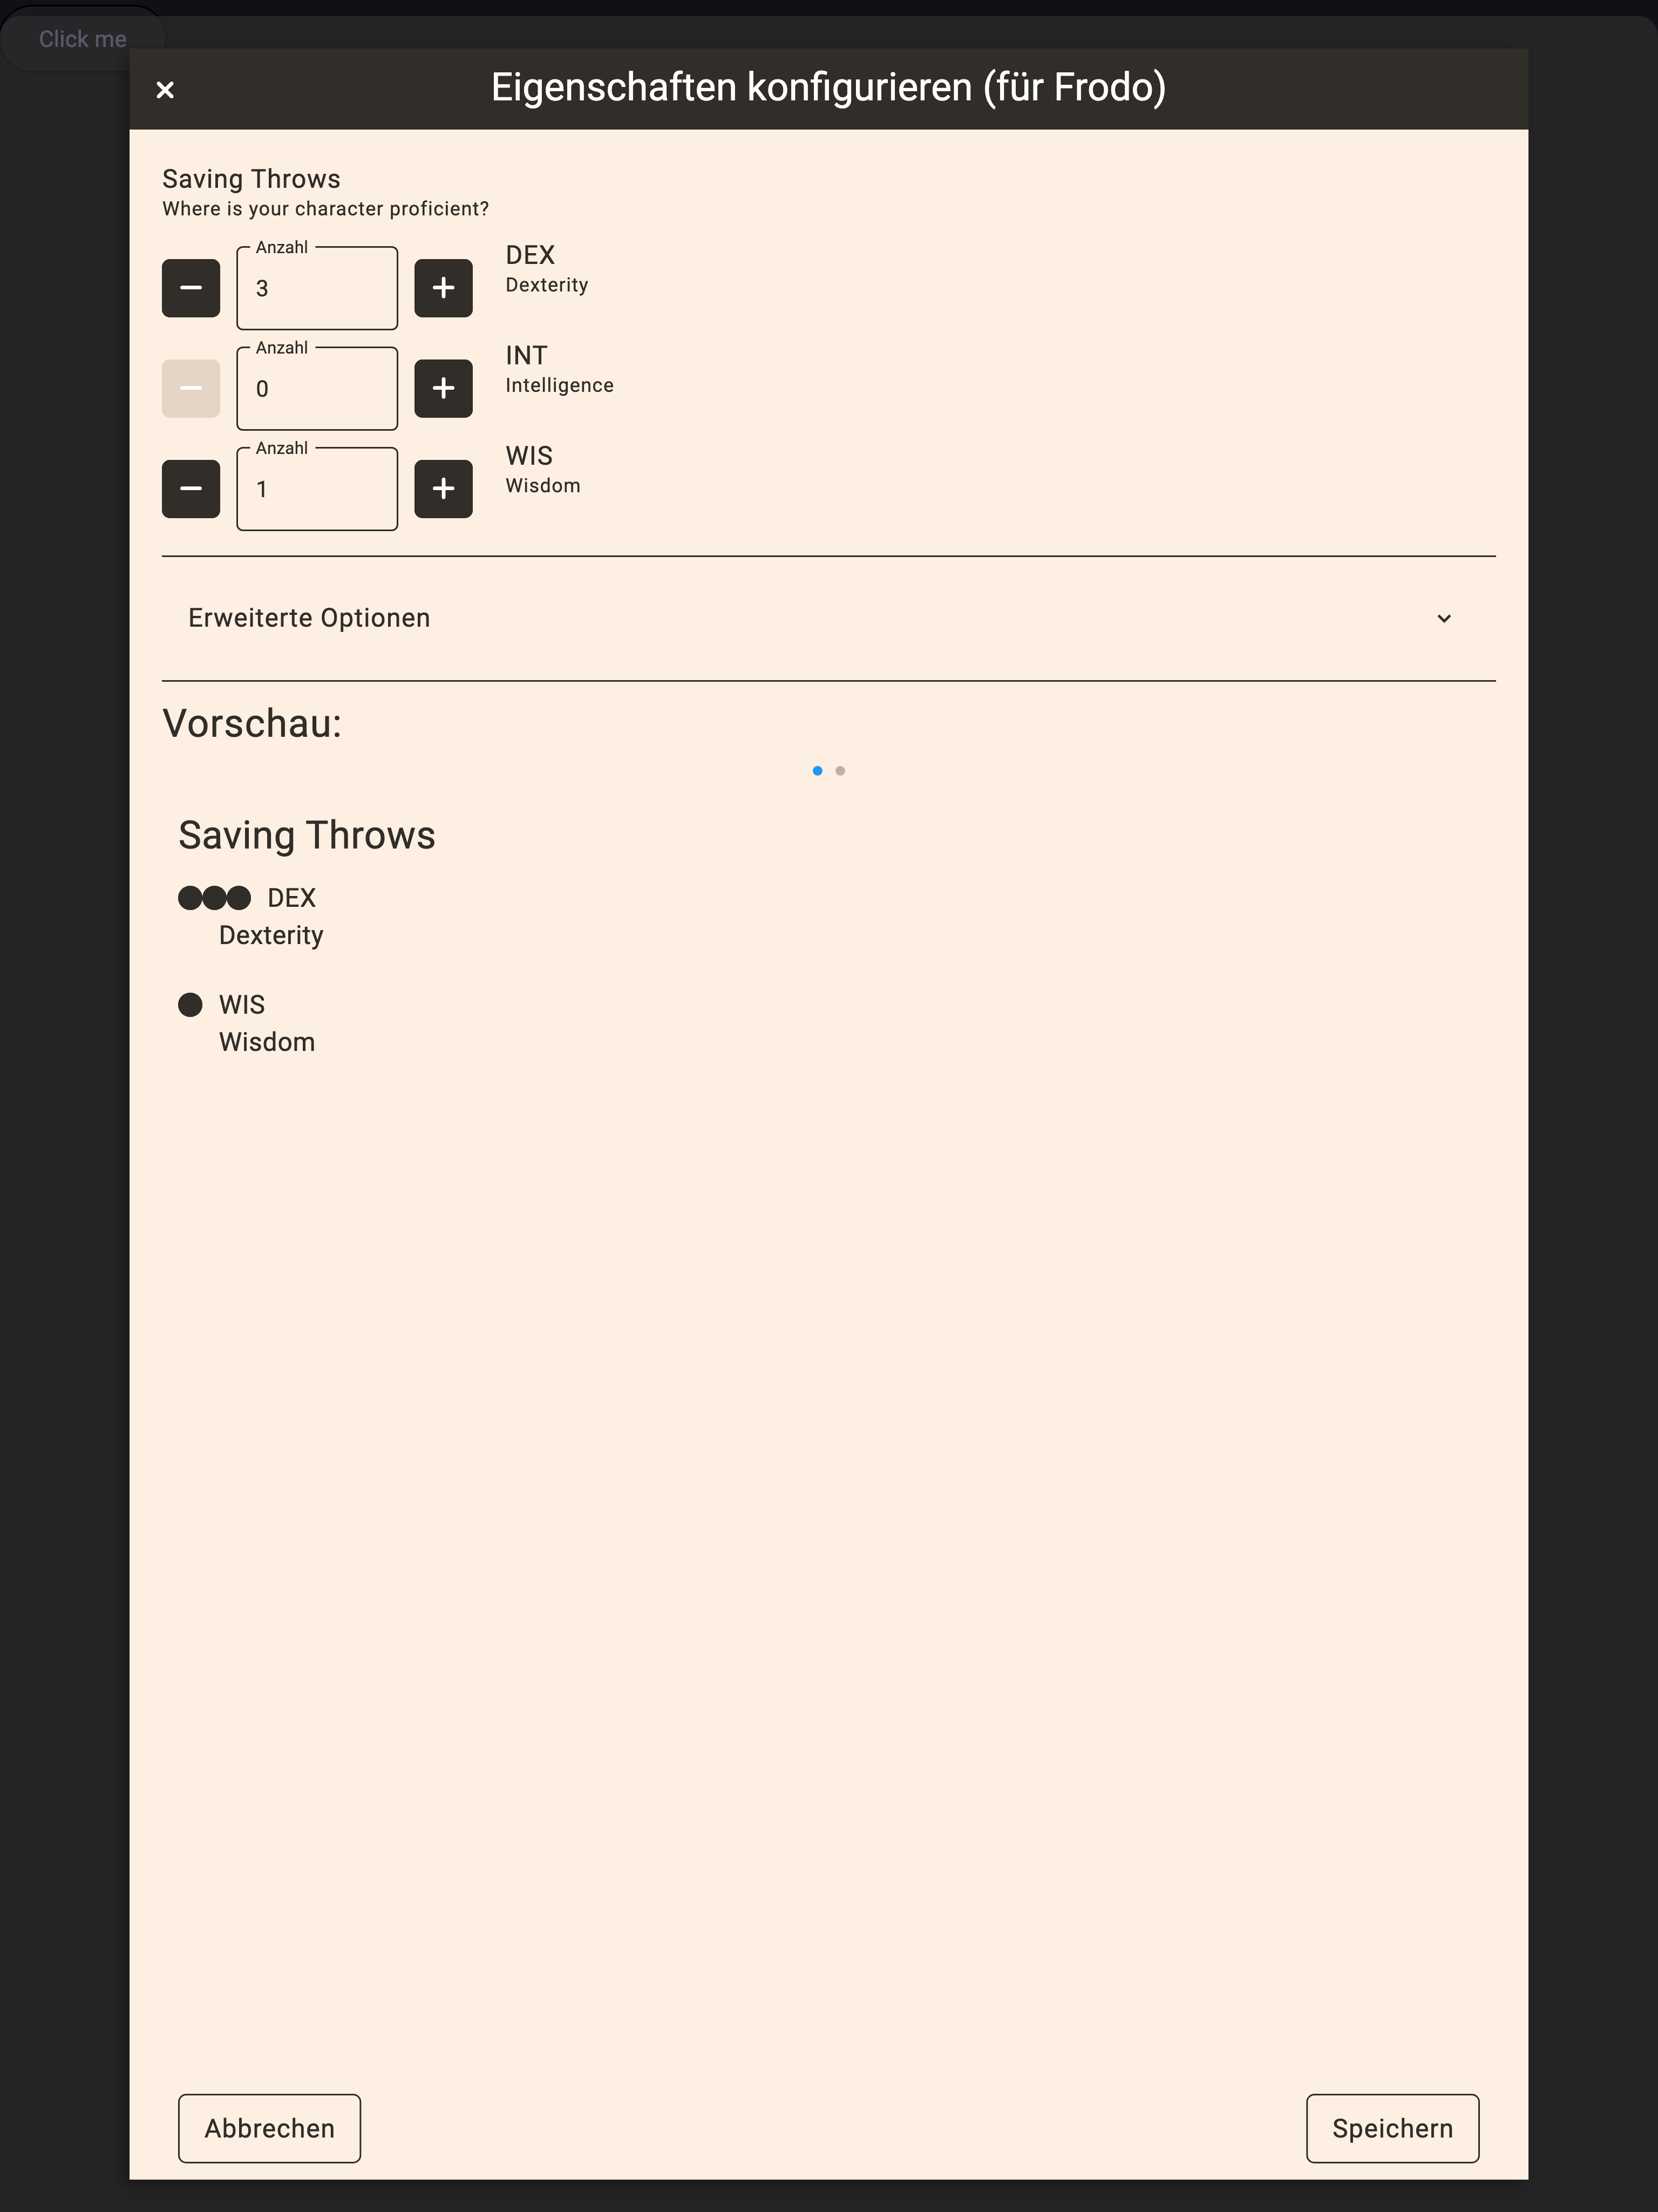 Click me
Eigenschaften konfigurieren (für Frodo)
Saving Throws
Where is your character proficient?
Anzahl
3
DEX
Dexterity
Anzahl
0
INT
Intelligence
Anzahl
1
WIS
Wisdom
Erweiterte Optionen
Vorschau:
Saving Throws
DEX
Dexterity
WIS
Wisdom
Abbrechen
Speichern